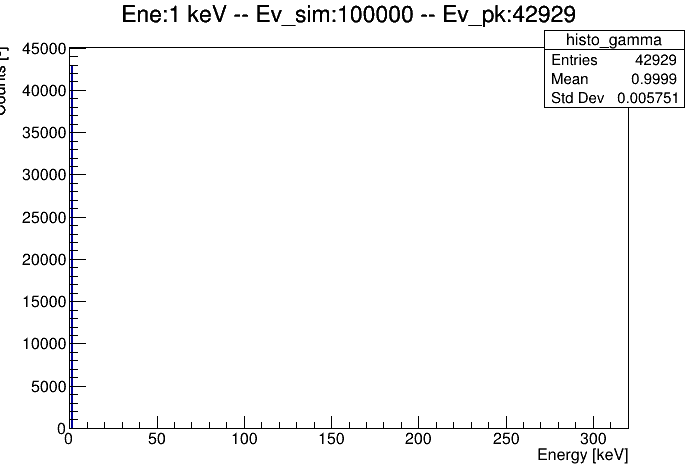 Ene:1 keV -- Ev_sim:100000 -- Ev_pk:42929
histo_gamma
Entries 42929
Mean 0.9999
Std Dev 0.005751
Counts [-]
45000
40000
35000
30000
25000
20000
15000
10000
5000
0
0 50 100 150 200 250 300
Energy [keV]